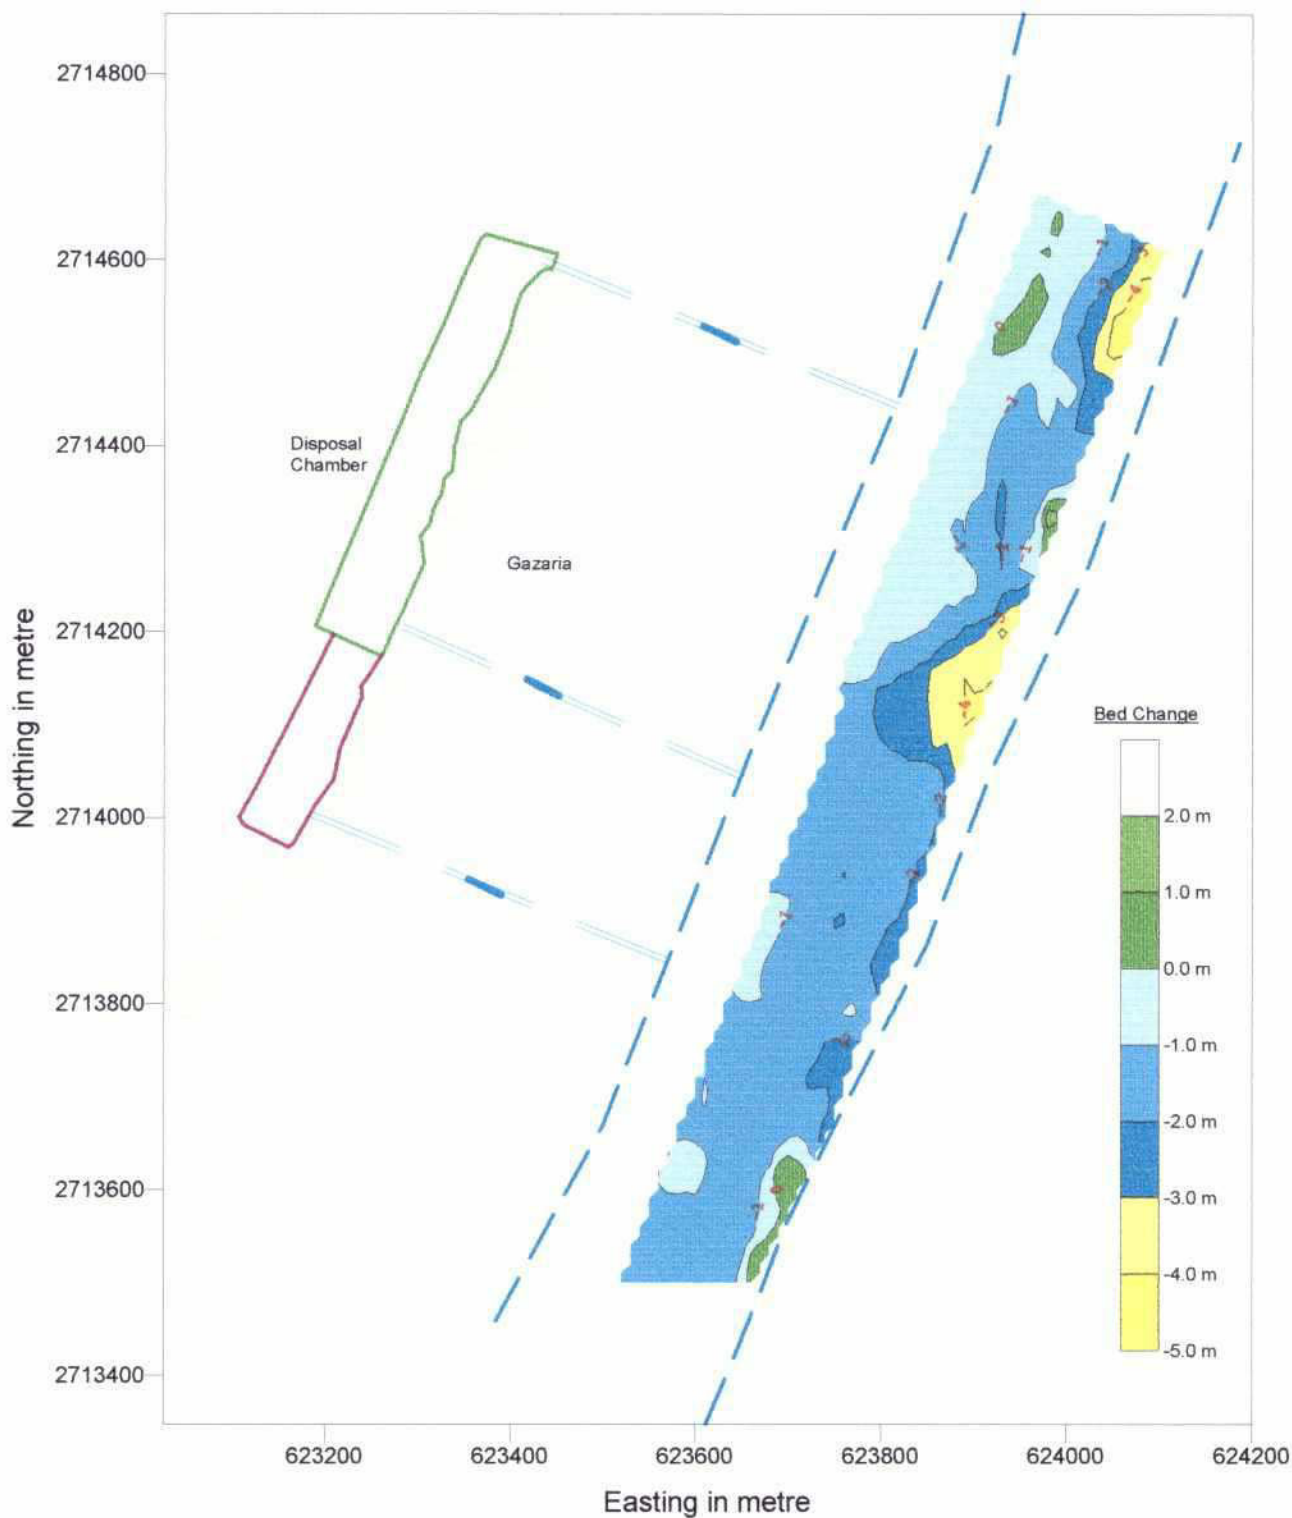 2714800
2714600
2714400
2714200
2714000
2713800
2713600
2713400
Northing in metre
Disposal
Chamber
Gazaria
Bed Change
2.0 m
1.0 m
0.0 m
-1.0 m
-2.0 m
-3.0 m
-4.0 m
-5.0 m
623200
623400
623600
623800
624000
624200
Easting in metre